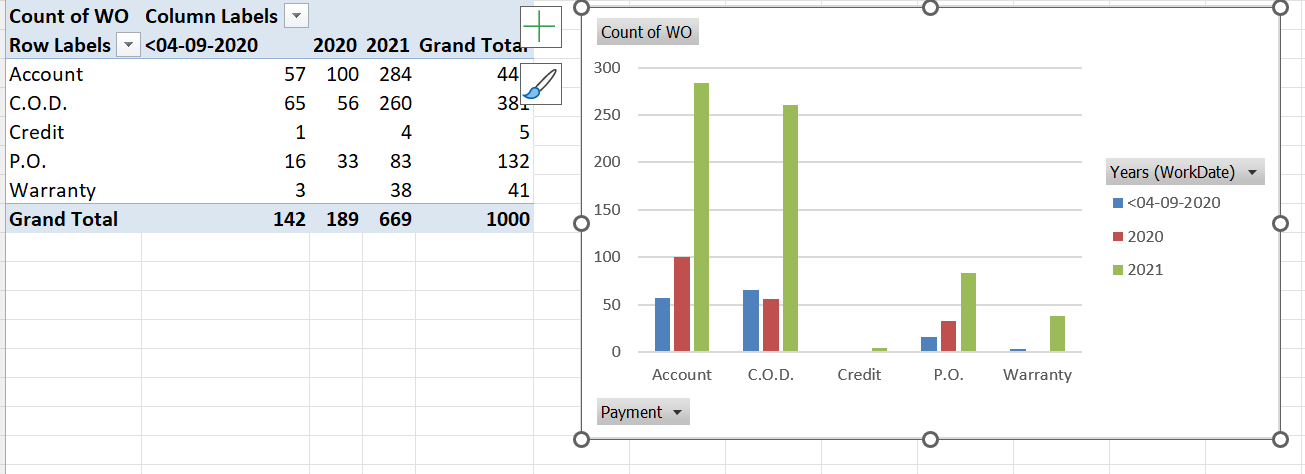 Count of WO Column Labels
Row Labels <04-09-2020 2020 2021 Grand Total
Account 57 100 284 44
C.O.D. 65 56 260 381
Credit 1 4 5
P.O. 16 33 83 132
Warranty 3 38 41
Grand Total 142 189 669 1000
Count of WO
300
250
200
150
100
50
0
Account C.O.D. Credit P.O. Warranty
Payment
Years (WorkDate)
<04-09-2020
2020
2021